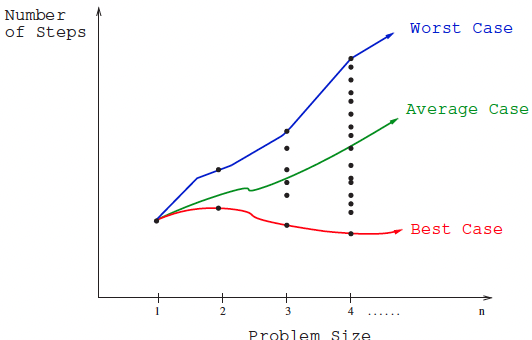 Number
of Steps
Worst Case
Average Case
Best Case
1 2 3 4 ...... n
Problem Size